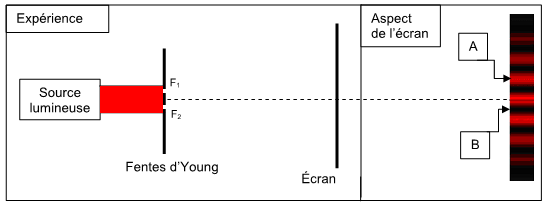 Expérience
Aspect
de l'écran
A
F1
Source
lumineuse
F2
B
Fentes d'Young
Écran